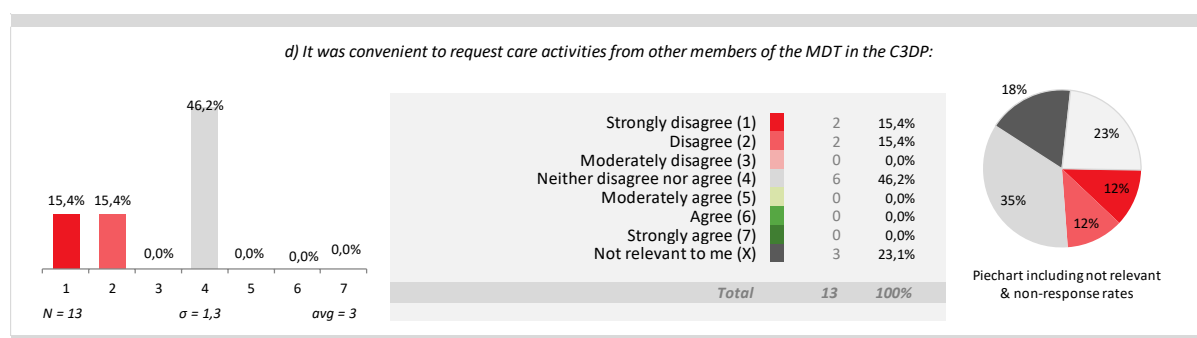 d) It was convenient to request care activities from other members of the MDT in the C3DP:
15,4%
15,4%
0,0%
46,2%
0,0%
0,0%
0,0%
1 2 3 4 5 6 7
N = 13 σ = 1,3 avg = 3
Strongly disagree (1) 2 15,4%
Disagree (2) 2 15,4%
Moderately disagree (3) 0 0,0%
Neither disagree nor agree (4) 6 46,2%
Moderately agree (5) 0 0,0%
Agree (6) 0 0,0%
Strongly agree (7) 0 0,0%
Not relevant to me (X) 3 23,1%
Total 13 100%
18%
23%
12%
12%
35%
Piechart including not relevant
& non-response rates